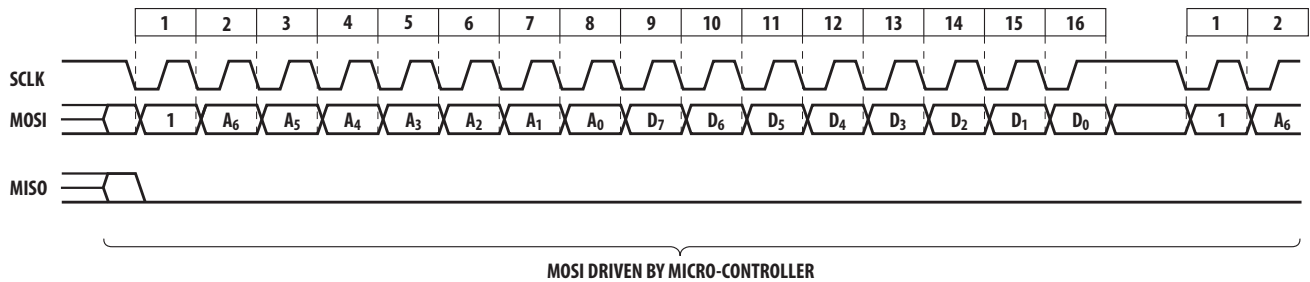 1 2 3 4 5 6 7 8 9 10 11 12 13 14 15 16 1 2
SCLK
MOSI 1 A6 A5 A4 A3 A2 A1 A0 D7 D6 D5 D4 D3 D2 D1 D0 1 A6
MISO
MOSI DRIVEN BY MICRO-CONTROLLER